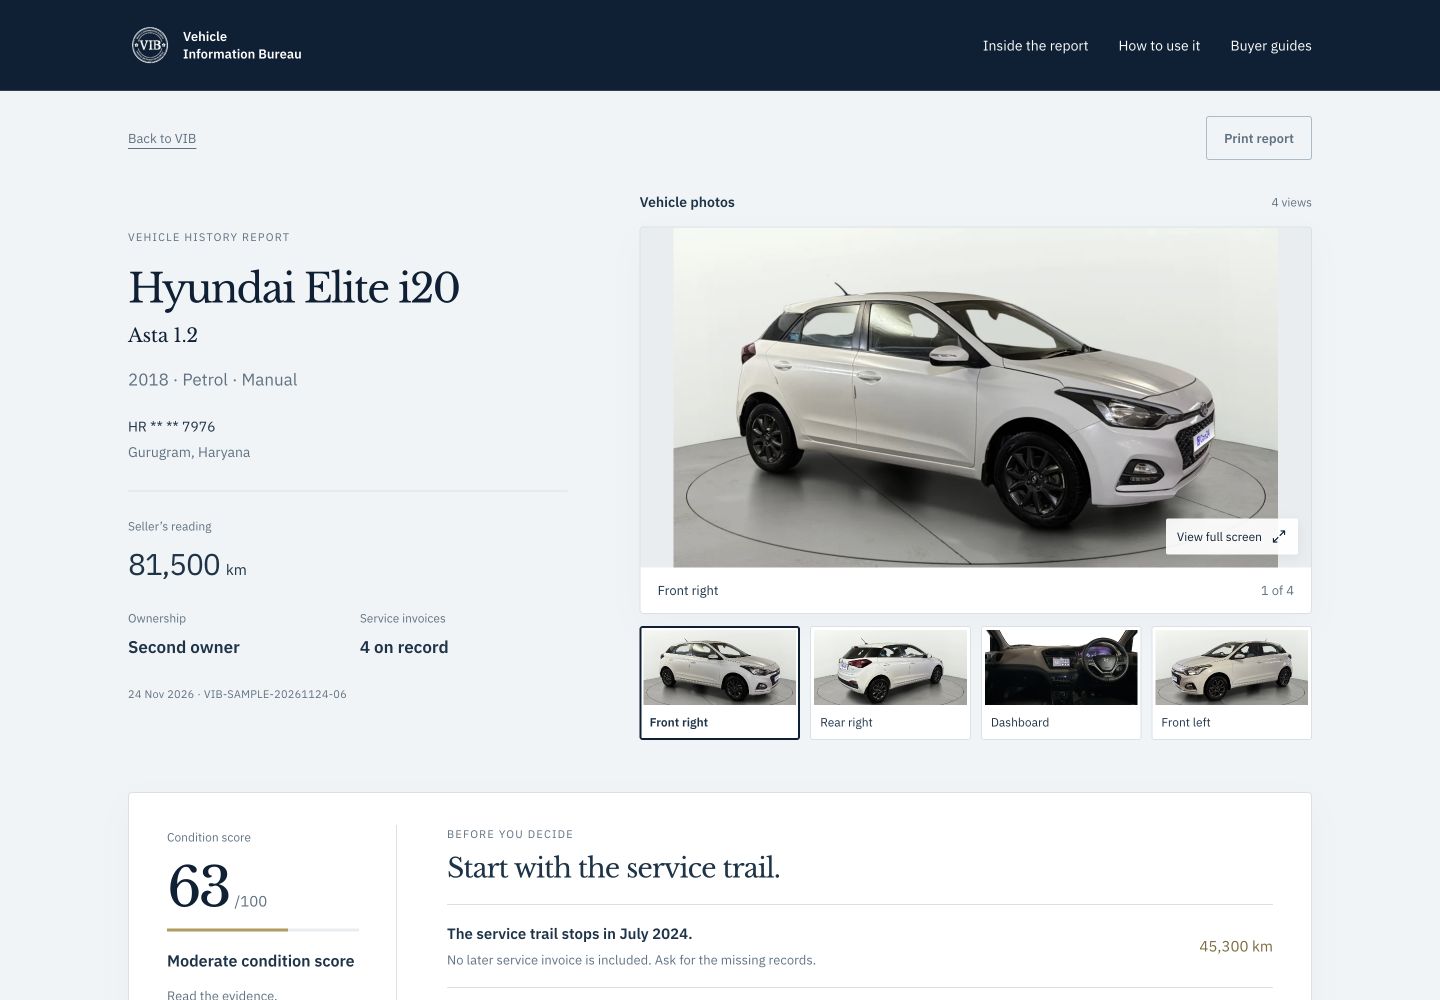 VIB
Vehicle
Information Bureau
Inside the report
How to use it
Buyer guides
Back to VIB
Print report
VEHICLE HISTORY REPORT
Hyundai Elite i20
Asta 1.2
2018 · Petrol · Manual
HR ** ** 7976
Gurugram, Haryana
Seller’s reading
81,500 km
Ownership
Second owner
Service invoices
4 on record
24 Nov 2026 · VIB-SAMPLE-20261124-06
Vehicle photos
4 views
View full screen
Front right
1 of 4
Front right
Rear right
Dashboard
Front left
Condition score
63 /100
Moderate condition score
Read the evidence.
BEFORE YOU DECIDE
Start with the service trail.
The service trail stops in July 2024.
No later service invoice is included. Ask for the missing records.
45,300 km